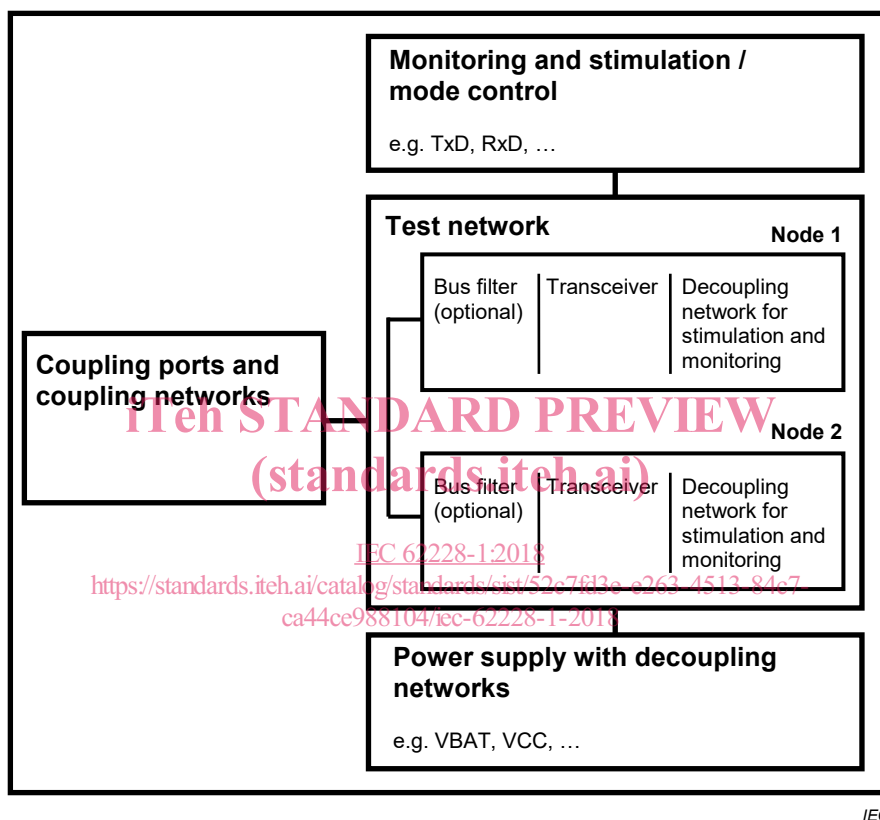 Monitoring and stimulation /
mode control
e.g. TxD, RxD, …
Test network
Node 1
Bus filter
(optional)
Transceiver
Decoupling
network for
stimulation and
monitoring
Coupling ports and
coupling networks
iTeh STANDARD PREVIEW
(standards.iteh.ai)
Node 2
Bus filter
(optional)
Transceiver
Decoupling
network for
stimulation and
monitoring
IEC 62228-1:2018
https://standards.iteh.ai/catalog/standards/sist/52c7fd3e-e263-4513-84c7-
ca44ce988104/iec-62228-1-2018
Power supply with decoupling
networks
e.g. VBAT, VCC, …